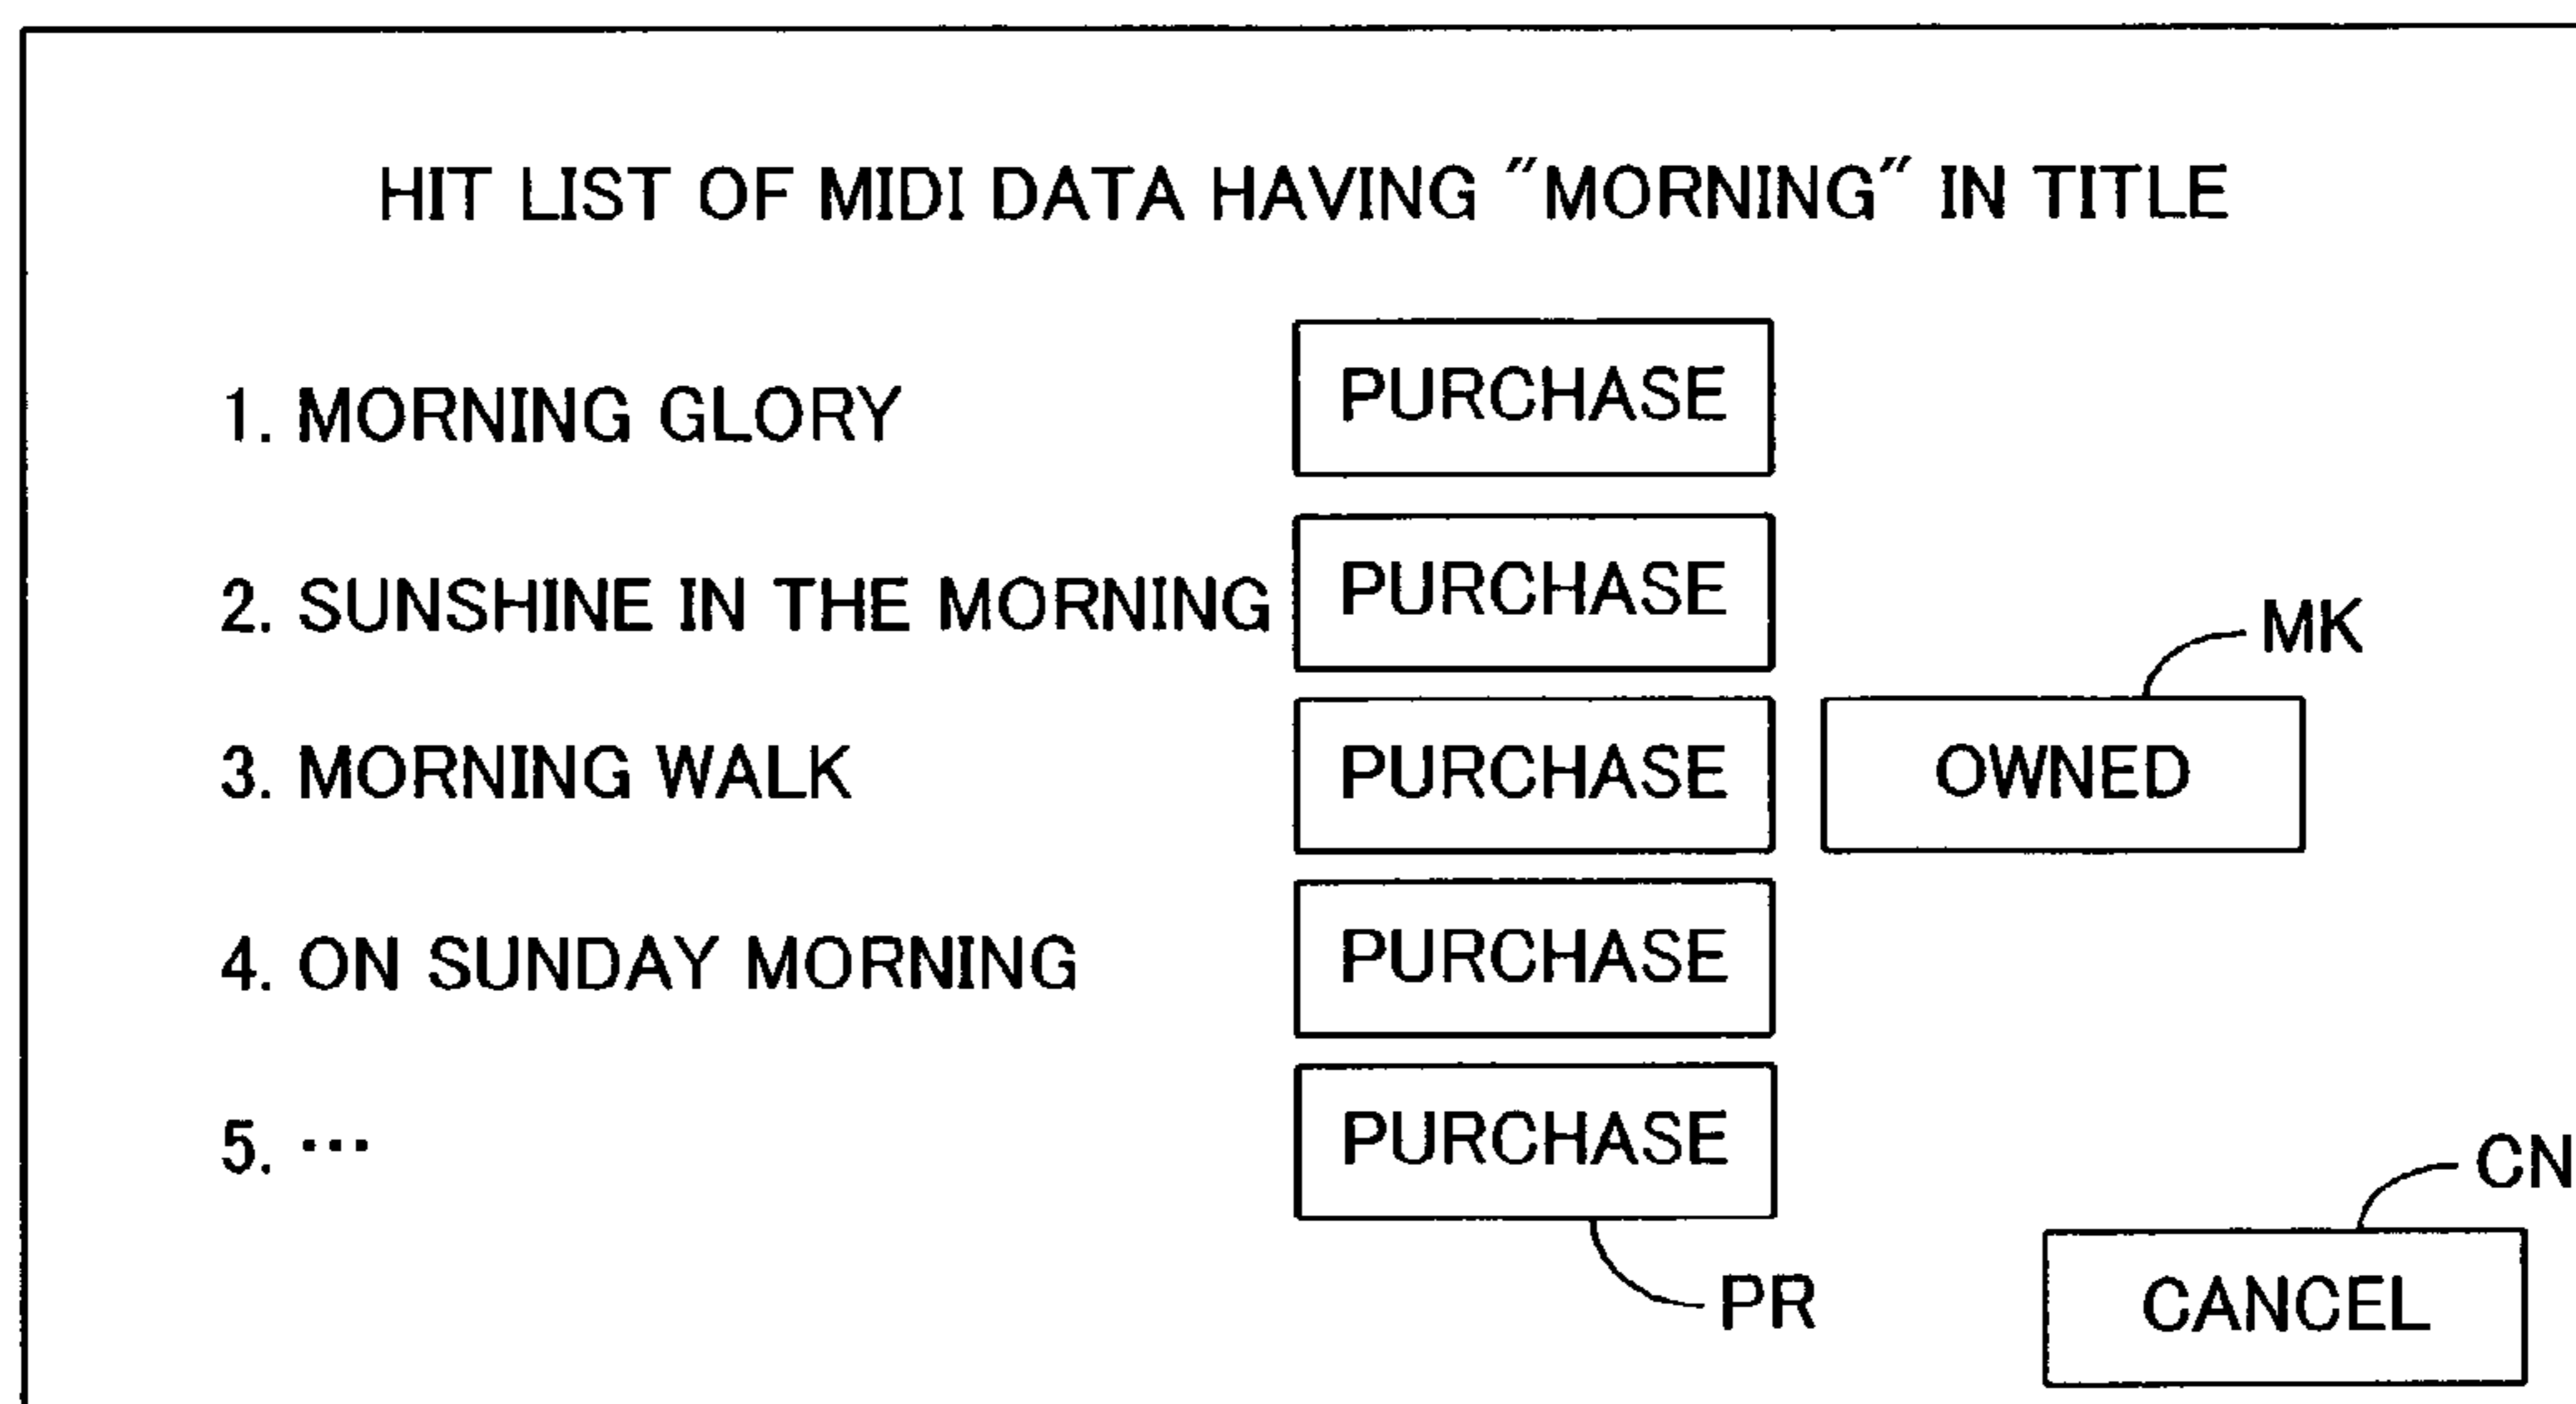 HIT LIST OF MIDI DATA HAVING "MORNING" IN TITLE
1. MORNING GLORY PURCHASE
2. SUNSHINE IN THE MORNING PURCHASE
MK
3. MORNING WALK PURCHASE OWNED
4. ON SUNDAY MORNING PURCHASE
5. ··· PURCHASE
CN
PR
CANCEL